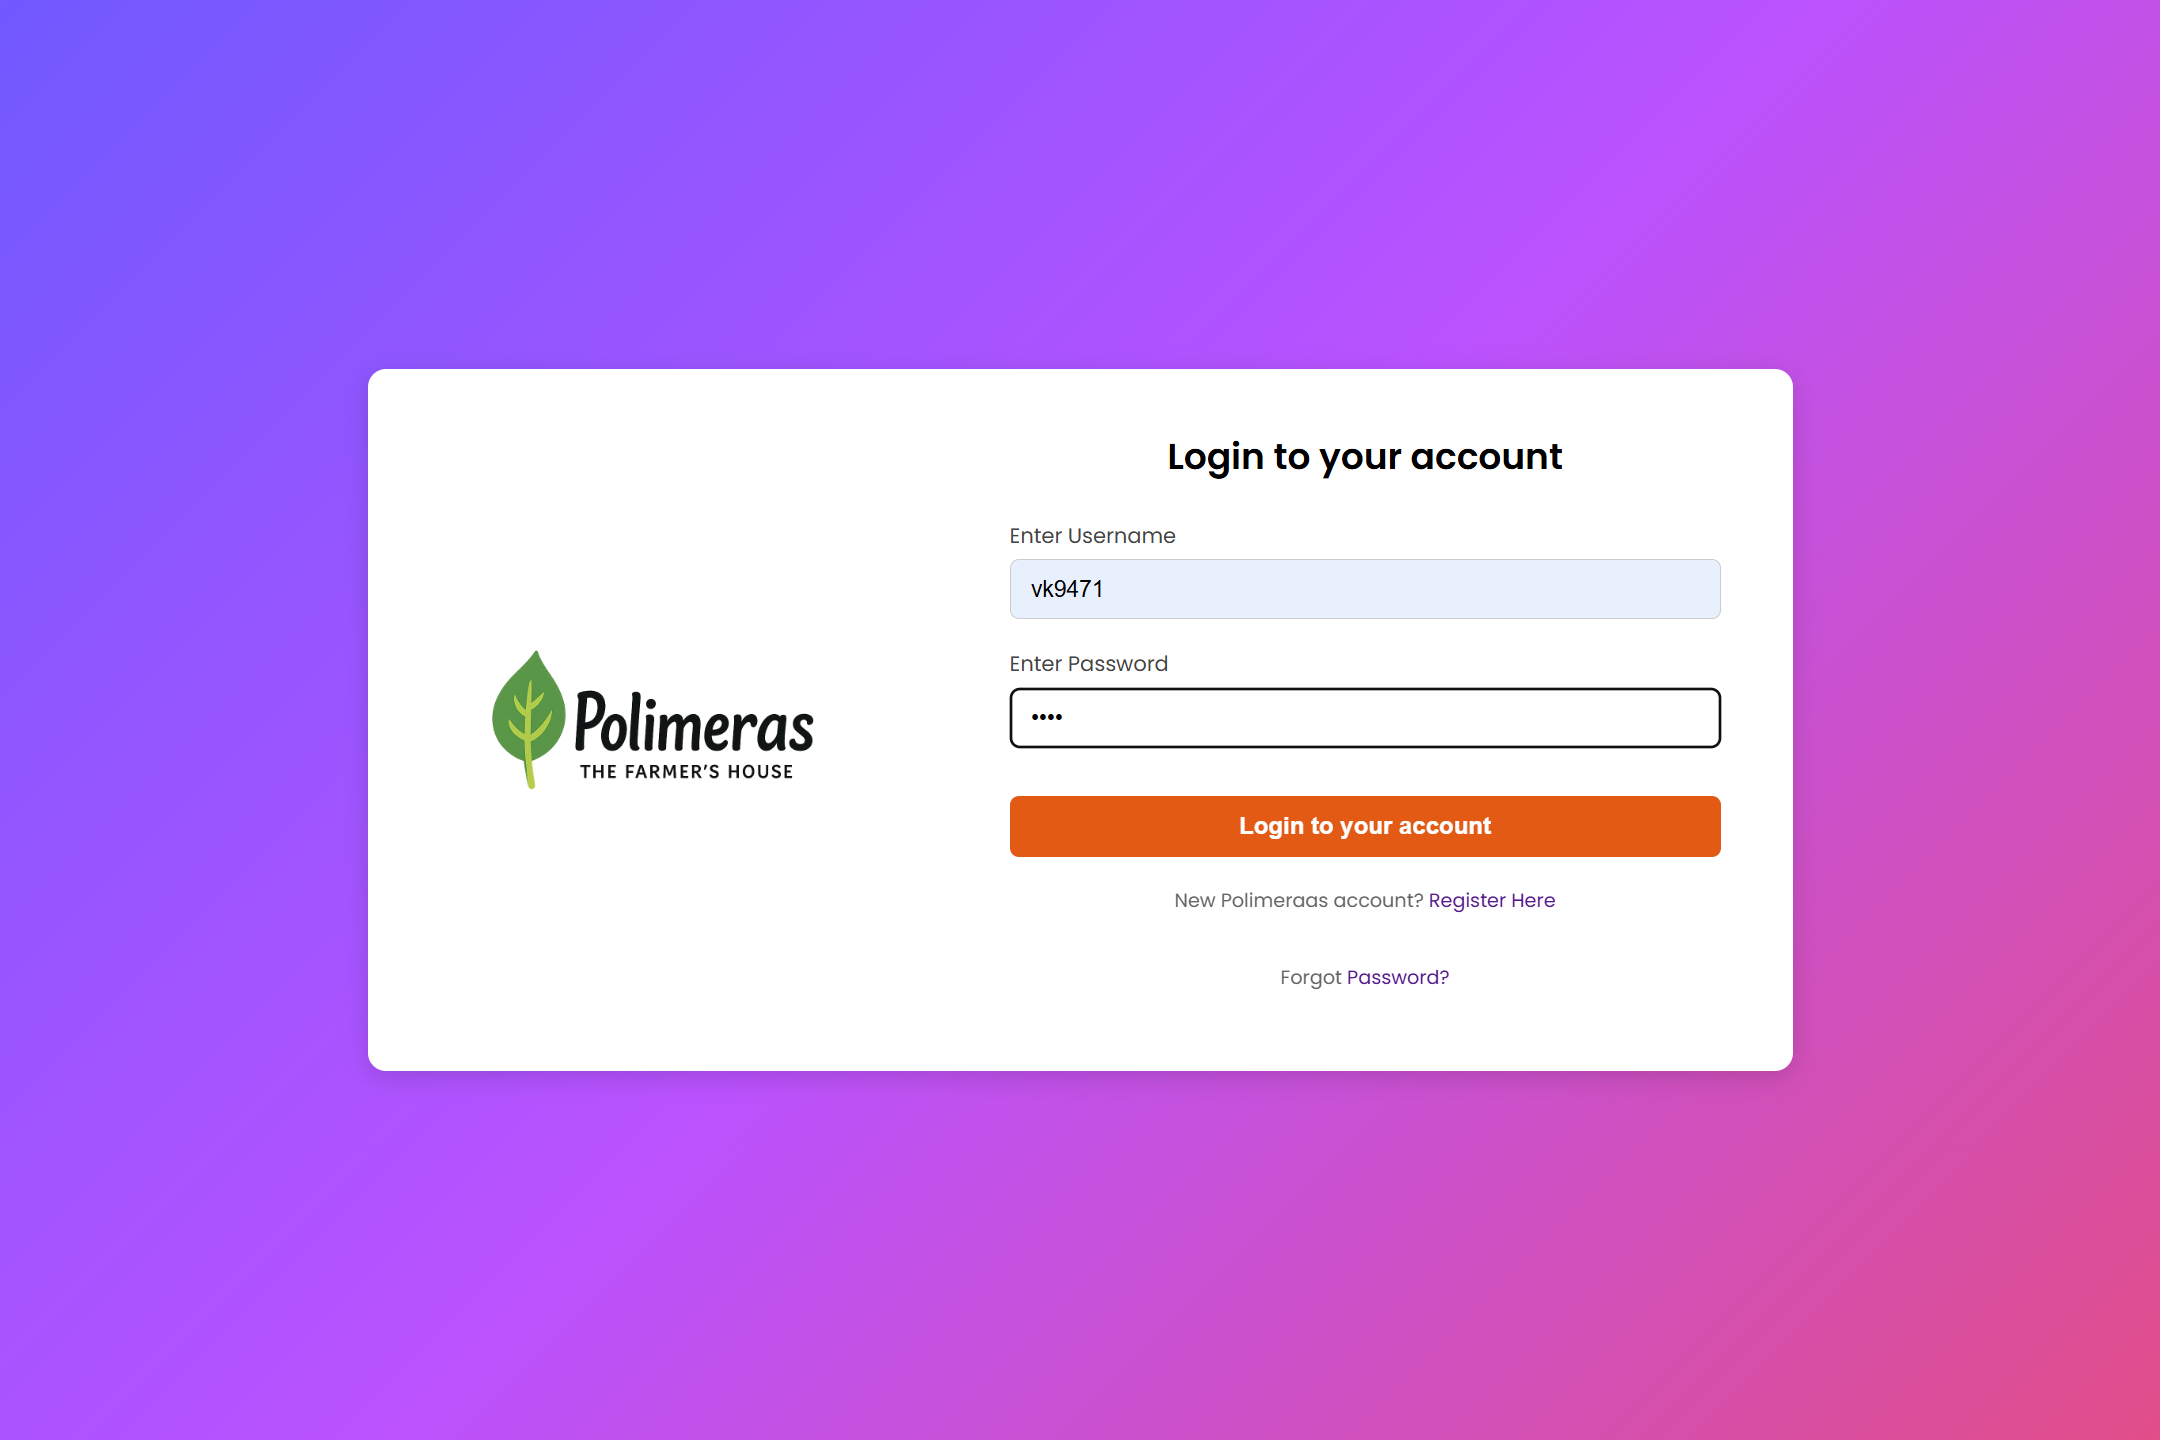 Polimeras
THE FARMER'S HOUSE
Login to your account
Enter Username
vk9471
Enter Password
••••
Login to your account
New Polimeraas account? Register Here
Forgot Password?